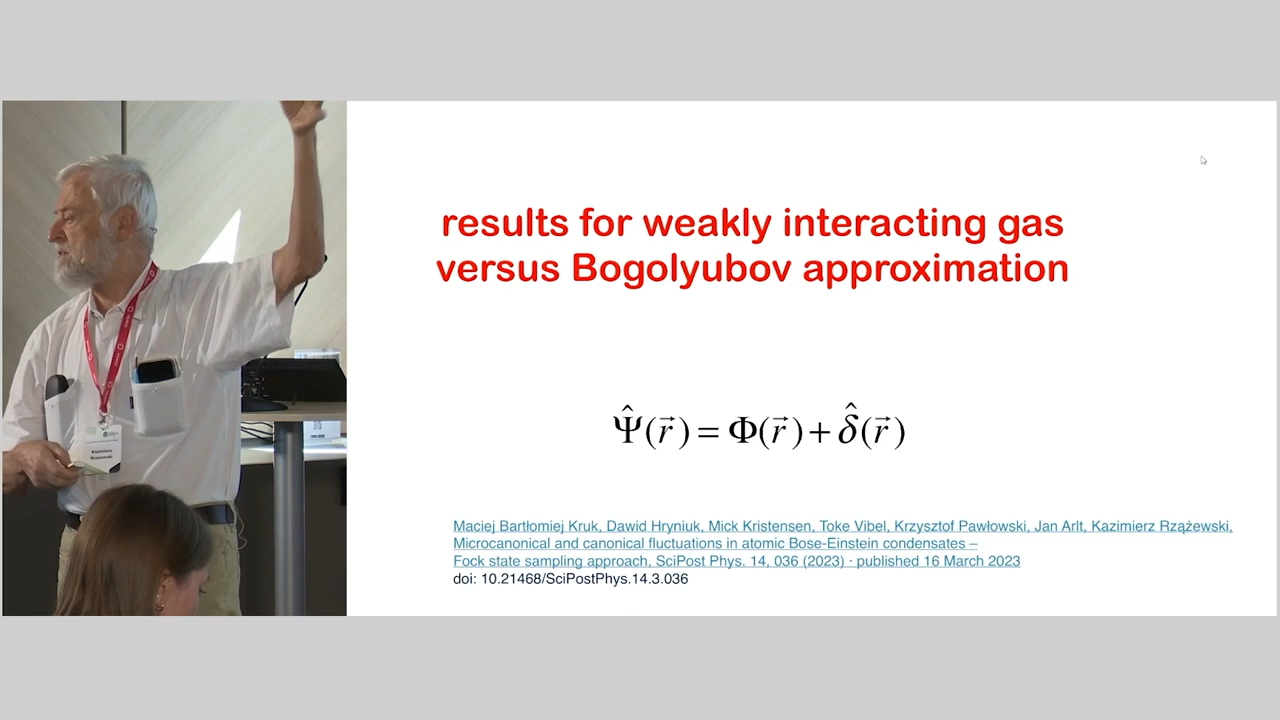 results for weakly interacting gas
versus Bogolyubov approximation
Ψ̂(r⃗) = Φ(r⃗) + δ̂(r⃗)
Maciej Bartłomiej Kruk, Dawid Hryniuk, Mick Kristensen, Toke Vibel, Krzysztof Pawłowski, Jan Arlt, Kazimierz Rzążewski,
Microcanonical and canonical fluctuations in atomic Bose-Einstein condensates –
Fock state sampling approach, SciPost Phys. 14, 036 (2023) · published 16 March 2023
doi: 10.21468/SciPostPhys.14.3.036
Kazimierz
Rzążewski